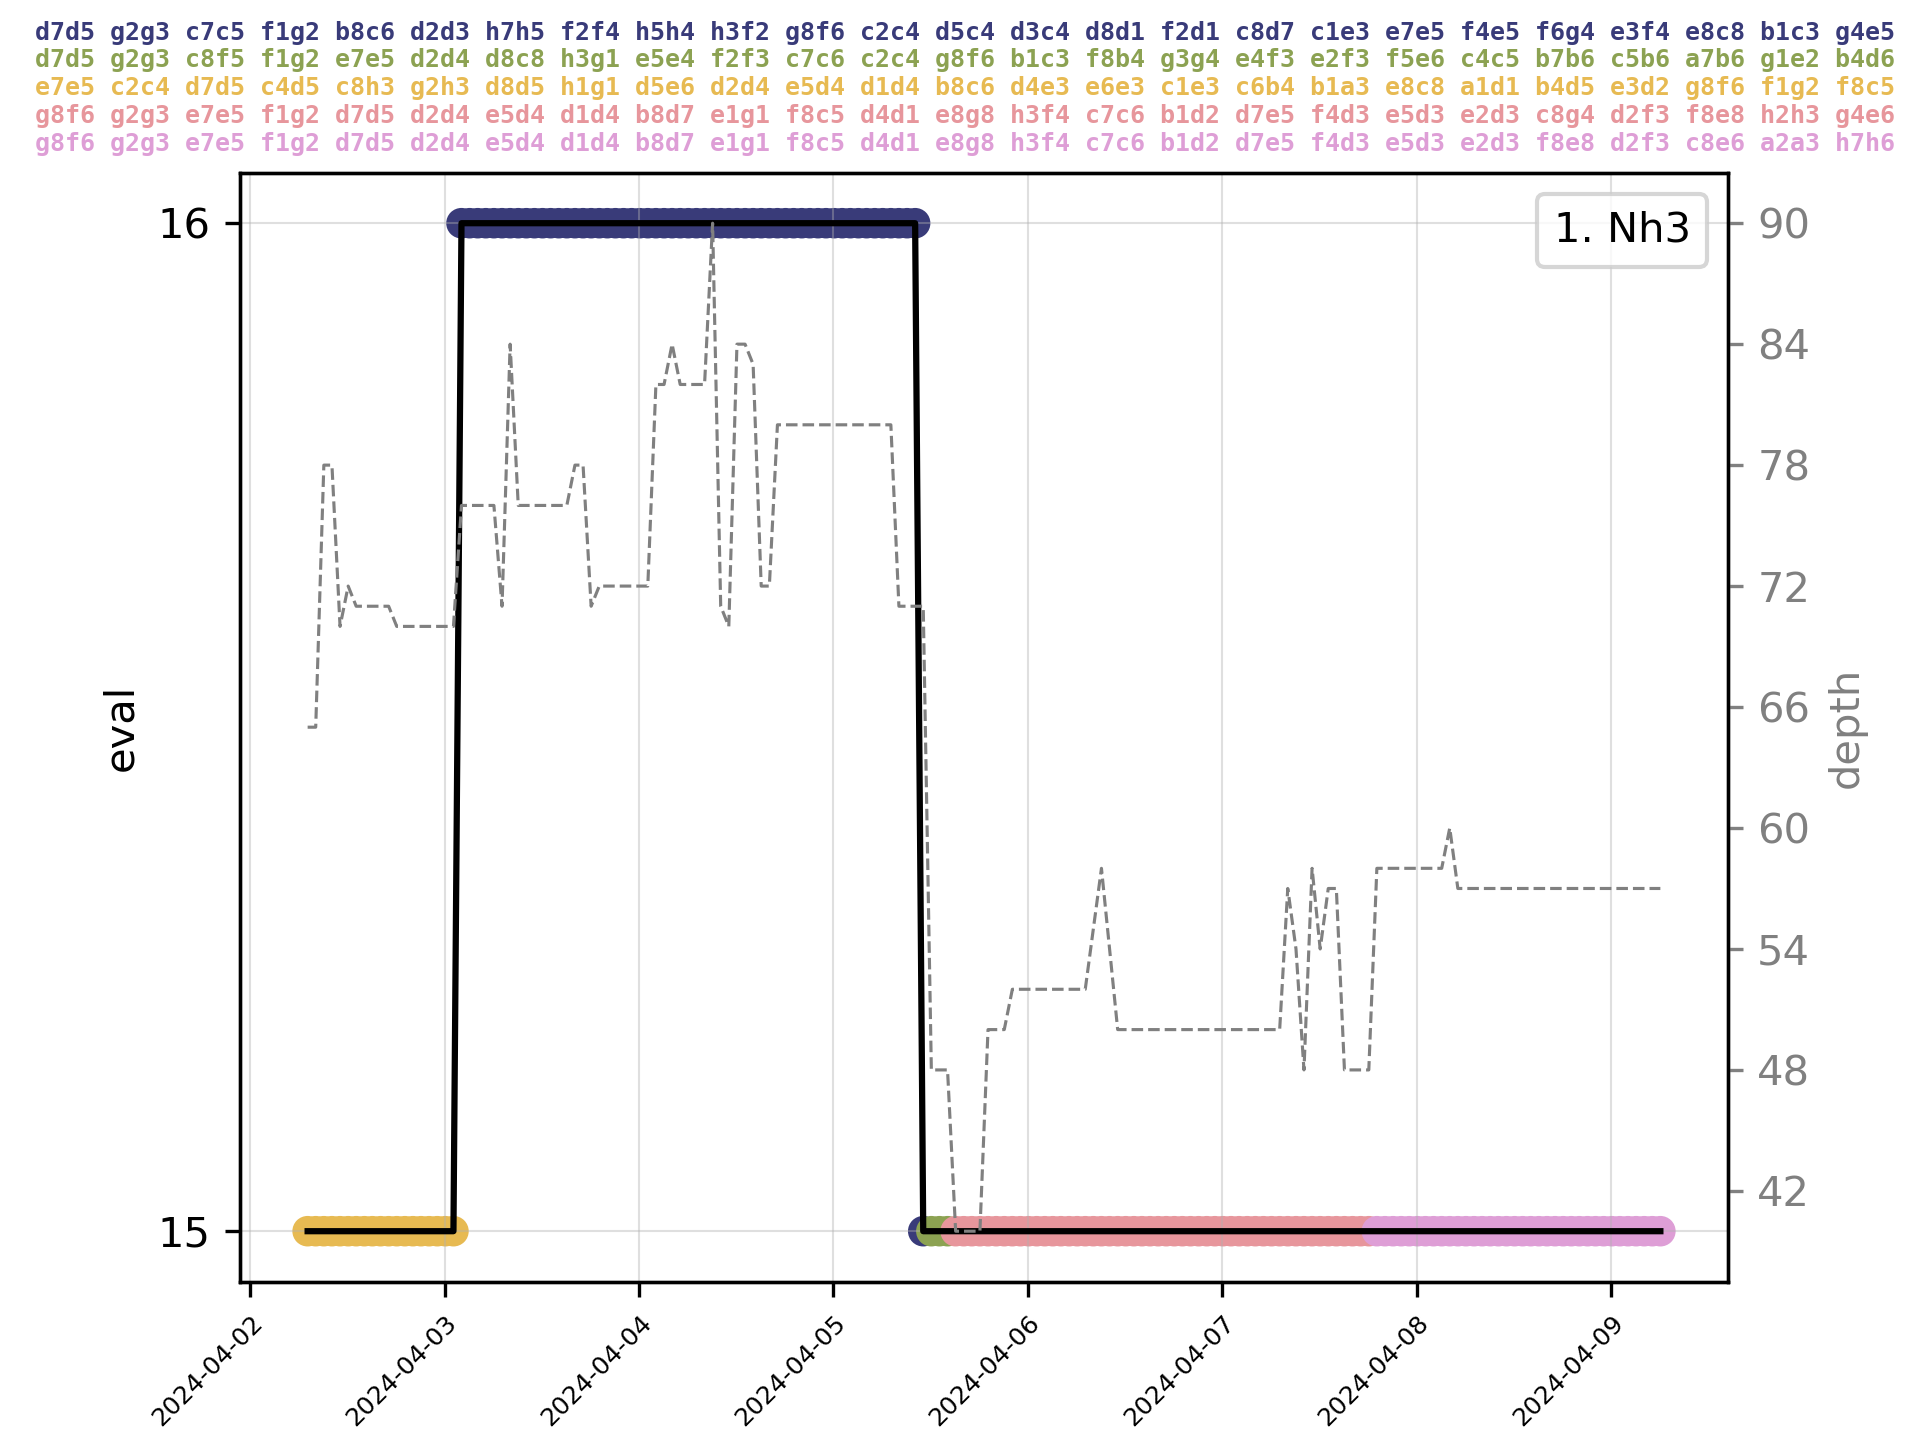 d7d5 g2g3 c7c5 f1g2 b8c6 d2d3 h7h5 f2f4 h5h4 h3f2 g8f6 c2c4 d5c4 d3c4 d8d1 f2d1 c8d7 c1e3 e7e5 f4e5 f6g4 e3f4 e8c8 b1c3 g4e5
d7d5 g2g3 c8f5 f1g2 e7e5 d2d4 d8c8 h3g1 e5e4 f2f3 c7c6 c2c4 g8f6 b1c3 f8b4 g3g4 e4f3 e2f3 f5e6 c4c5 b7b6 c5b6 a7b6 g1e2 b4d6
e7e5 c2c4 d7d5 c4d5 c8h3 g2h3 d8d5 h1g1 d5e6 d2d4 e5d4 d1d4 b8c6 d4e3 e6e3 c1e3 c6b4 b1a3 e8c8 a1d1 b4d5 e3d2 g8f6 f1g2 f8c5
g8f6 g2g3 e7e5 f1g2 d7d5 d2d4 e5d4 d1d4 b8d7 e1g1 f8c5 d4d1 e8g8 h3f4 c7c6 b1d2 d7e5 f4d3 e5d3 e2d3 c8g4 d2f3 f8e8 h2h3 g4e6
g8f6 g2g3 e7e5 f1g2 d7d5 d2d4 e5d4 d1d4 b8d7 e1g1 f8c5 d4d1 e8g8 h3f4 c7c6 b1d2 d7e5 f4d3 e5d3 e2d3 f8e8 d2f3 c8e6 a2a3 h7h6
1. Nh3
16
15
eval
90
84
78
72
66
60
54
48
42
depth
2024-04-02
2024-04-03
2024-04-04
2024-04-05
2024-04-06
2024-04-07
2024-04-08
2024-04-09